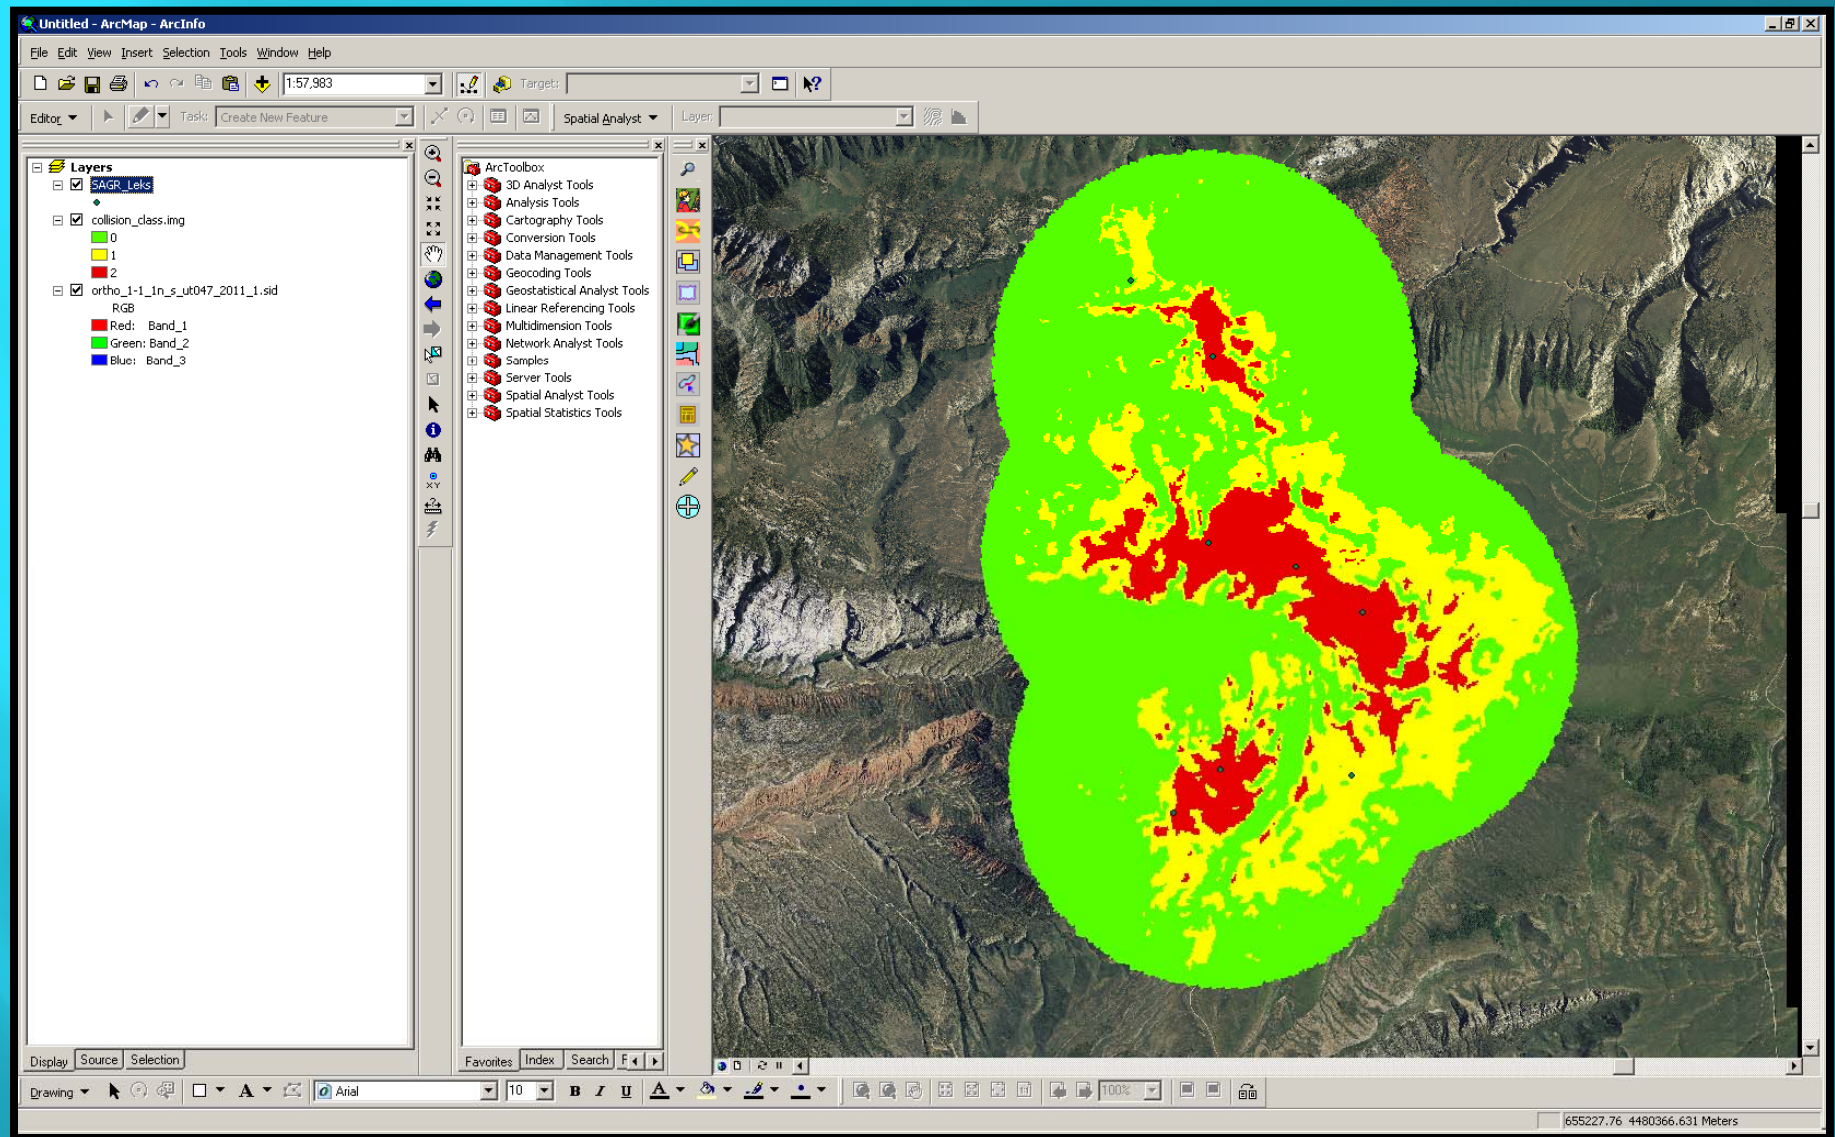 Untitled - ArcMap - ArcInfo
File Edit View Insert Selection Tools Window Help
1:57,983
Target:
Editor
Task: Create New Feature
Spatial Analyst
Layer:
Layers
SAGR_Leks
collision_class.img
0
1
2
ortho_1-1_1n_s_ut047_2011_1.sid
RGB
Red: Band_1
Green: Band_2
Blue: Band_3
ArcToolbox
3D Analyst Tools
Analysis Tools
Cartography Tools
Conversion Tools
Data Management Tools
Geocoding Tools
Geostatistical Analyst Tools
Linear Referencing Tools
Multidimension Tools
Network Analyst Tools
Samples
Server Tools
Spatial Analyst Tools
Spatial Statistics Tools
XY
Display Source Selection
Favorites Index Search
Drawing A Arial 10 B I U A 100%
655227.76 4480366.631 Meters